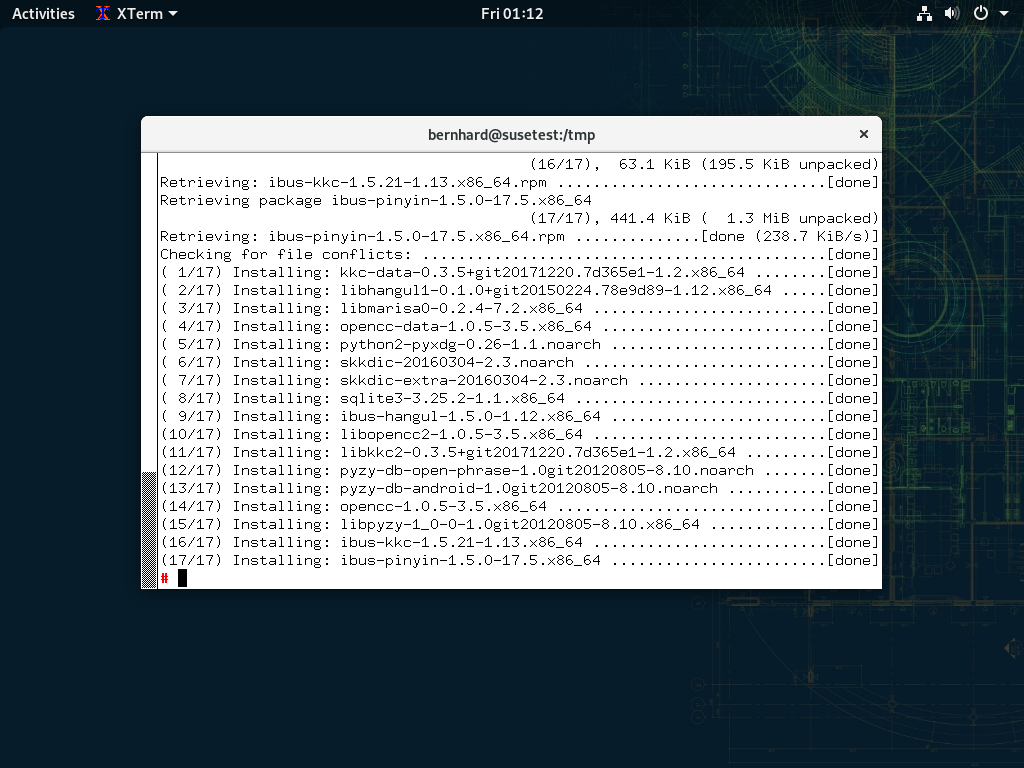 Activities XTerm Fri 01:12
bernhard@susetest:/tmp
(16/17), 63.1 KiB (195.5 KiB unpacked)
Retrieving: ibus-kkc-1.5.21-1.13.x86_64.rpm ..............................[done]
Retrieving package ibus-pinyin-1.5.0-17.5.x86_64
(17/17), 441.4 KiB (  1.3 MiB unpacked)
Retrieving: ibus-pinyin-1.5.0-17.5.x86_64.rpm ..............[done (238.7 KiB/s)]
Checking for file conflicts: .............................................[done]
( 1/17) Installing: kkc-data-0.3.5+git20171220.7d365e1-1.2.x86_64 ........[done]
( 2/17) Installing: libhangul1-0.1.0+git20150224.78e9d89-1.12.x86_64 .....[done]
( 3/17) Installing: libmarisa0-0.2.4-7.2.x86_64 ..........................[done]
( 4/17) Installing: opencc-data-1.0.5-3.5.x86_64 .........................[done]
( 5/17) Installing: python2-pyxdg-0.26-1.1.noarch ........................[done]
( 6/17) Installing: skkdic-20160304-2.3.noarch ...........................[done]
( 7/17) Installing: skkdic-extra-20160304-2.3.noarch .....................[done]
( 8/17) Installing: sqlite3-3.25.2-1.1.x86_64 ............................[done]
( 9/17) Installing: ibus-hangul-1.5.0-1.12.x86_64 ........................[done]
(10/17) Installing: libopencc2-1.0.5-3.5.x86_64 ..........................[done]
(11/17) Installing: libkkc2-0.3.5+git20171220.7d365e1-1.2.x86_64 .........[done]
(12/17) Installing: pyzy-db-open-phrase-1.0git20120805-8.10.noarch .......[done]
(13/17) Installing: pyzy-db-android-1.0git20120805-8.10.noarch ...........[done]
(14/17) Installing: opencc-1.0.5-3.5.x86_64 ..............................[done]
(15/17) Installing: libpyzy-1_0-0-1.0git20120805-8.10.x86_64 .............[done]
(16/17) Installing: ibus-kkc-1.5.21-1.13.x86_64 ..........................[done]
(17/17) Installing: ibus-pinyin-1.5.0-17.5.x86_64 ........................[done]
#